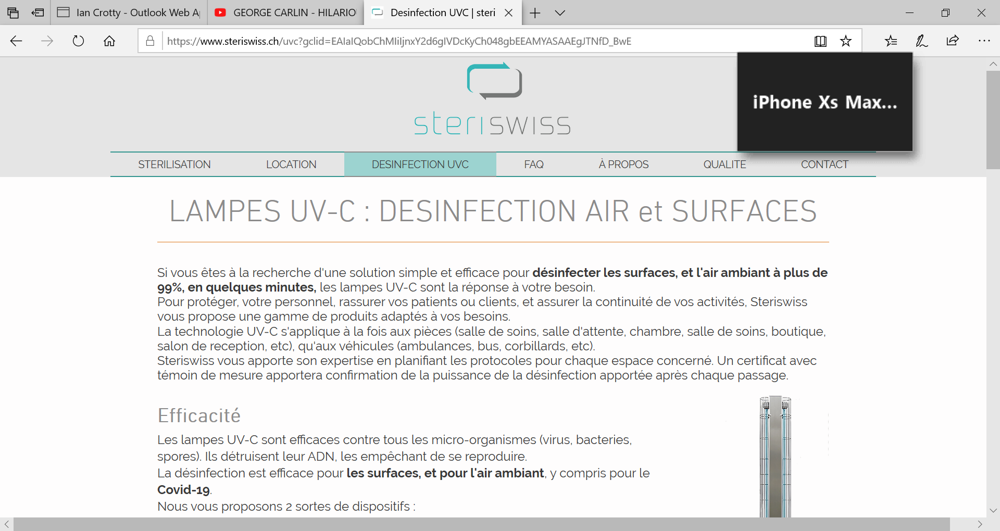 Ian Crotty - Outlook Web A
GEORGE CARLIN - HILARIO
Desinfection UVC | steri
https://www.steriswiss.ch/uvc?gclid=EAIaIQobChMIiIjnxY2d6gIVDcKyCh048gbEEAMYASAAEgJTNfD_BwE
iPhone Xs Max...
steriswiss
STERILISATION
LOCATION
DESINFECTION UVC
FAQ
À PROPOS
QUALITE
CONTACT
LAMPES UV-C : DESINFECTION AIR et SURFACES
Si vous êtes à la recherche d'une solution simple et efficace pour désinfecter les surfaces, et l'air ambiant à plus de
99%, en quelques minutes, les lampes UV-C sont la réponse à votre besoin.
Pour protéger, votre personnel, rassurer vos patients ou clients, et assurer la continuité de vos activités, Steriswiss
vous propose une gamme de produits adaptés à vos besoins.
La technologie UV-C s'applique à la fois aux pièces (salle de soins, salle d'attente, chambre, salle de soins, boutique,
salon de reception, etc), qu'aux véhicules (ambulances, bus, corbillards, etc).
Steriswiss vous apporte son expertise en planifiant les protocoles pour chaque espace concerné. Un certificat avec
témoin de mesure apportera confirmation de la puissance de la désinfection apportée après chaque passage.
Efficacité
Les lampes UV-C sont efficaces contre tous les micro-organismes (virus, bacteries,
spores). Ils détruisent leur ADN, les empêchant de se reproduire.
La désinfection est efficace pour les surfaces, et pour l'air ambiant, y compris pour le
Covid-19.
Nous vous proposons 2 sortes de dispositifs :